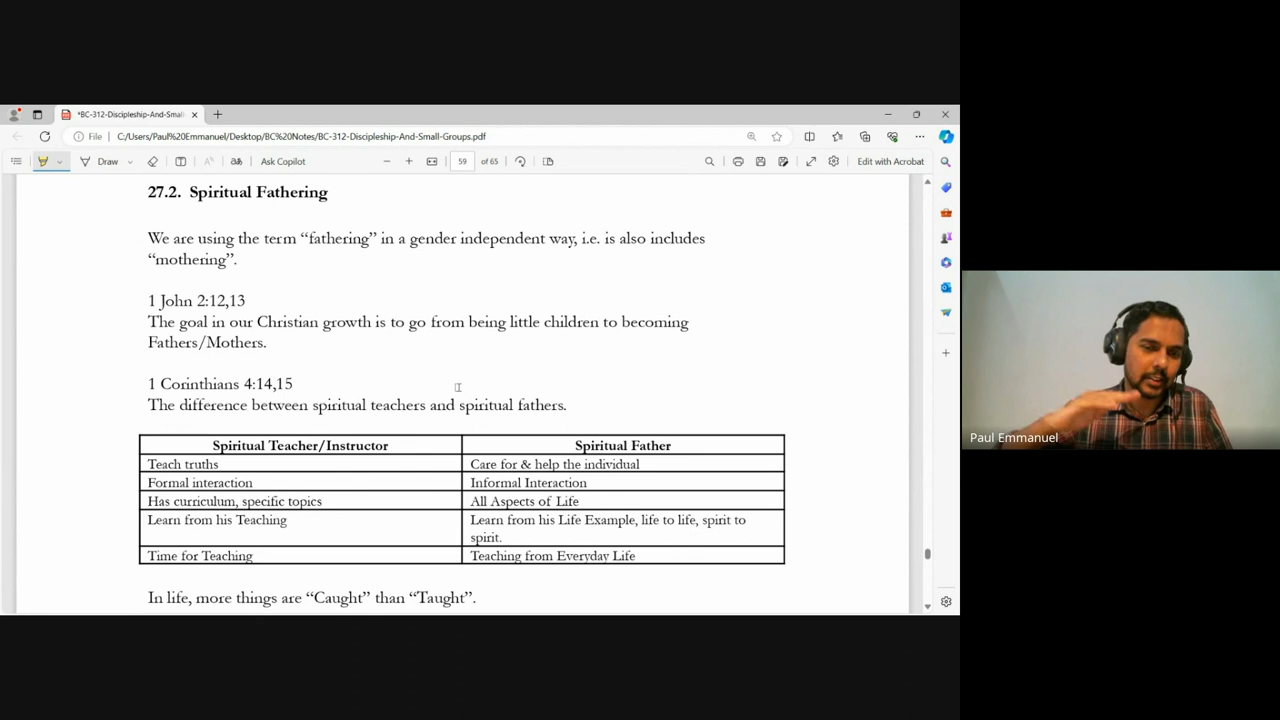 *BC-312-Discipleship-And-Small
File
C:/Users/Paul%20Emmanuel/Desktop/BC%20Notes/BC-312-Discipleship-And-Small-Groups.pdf
Draw
Ask Copilot
59 of 65
Edit with Acrobat
27.2. Spiritual Fathering
We are using the term “fathering” in a gender independent way, i.e. is also includes
“mothering”.
1 John 2:12,13
The goal in our Christian growth is to go from being little children to becoming
Fathers/Mothers.
1 Corinthians 4:14,15
The difference between spiritual teachers and spiritual fathers.
Spiritual Teacher/Instructor Spiritual Father
Teach truths Care for & help the individual
Formal interaction Informal Interaction
Has curriculum, specific topics All Aspects of Life
Learn from his Teaching Learn from his Life Example, life to life, spirit to
spirit.
Time for Teaching Teaching from Everyday Life
In life, more things are “Caught” than “Taught”.
Paul Emmanuel